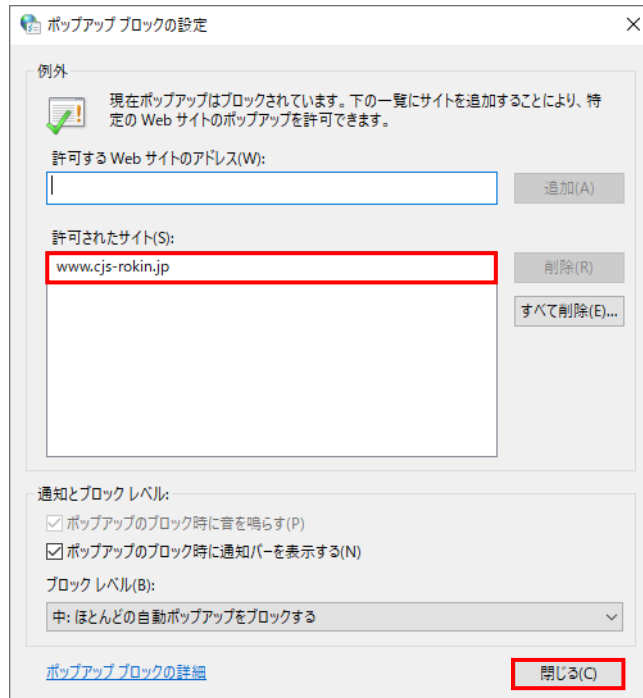 ポップアップ ブロックの設定
例外
現在ポップアップはブロックされています。下の一覧にサイトを追加することにより、特
定の Web サイトのポップアップを許可できます。
許可する Web サイトのアドレス(W):
追加(A)
許可されたサイト(S):
www.cjs-rokin.jp
削除(R)
すべて削除(E)...
通知とブロック レベル:
ポップアップのブロック時に音を鳴らす(P)
ポップアップのブロック時に通知バーを表示する(N)
ブロック レベル(B):
中: ほとんどの自動ポップアップをブロックする
ポップアップ ブロックの詳細
閉じる(C)